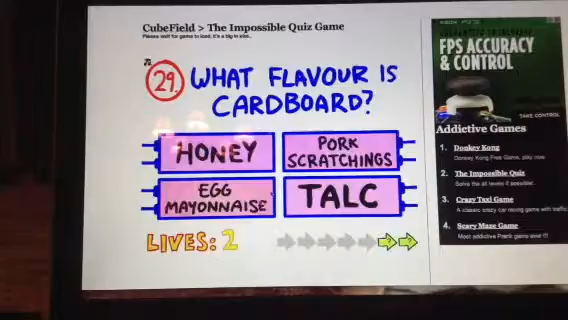 CubeField > The Impossible Quiz Game
Please wait for game to load, it's a big in size..
29. WHAT FLAVOUR IS
CARDBOARD?
HONEY
PORK
SCRATCHINGS
EGG
MAYONNAISE
TALC
LIVES: 2
FPS ACCURACY
& CONTROL
TAKE CONTROL
Addictive Games
1. Donkey Kong
Donkey Kong Free Game, play now.
2. The Impossible Quiz
Solve the all levels if possible.
3. Crazy Taxi Game
A classic crazy car racing game with traffic
4. Scary Maze Game
Most addictive Prank game ever !!!